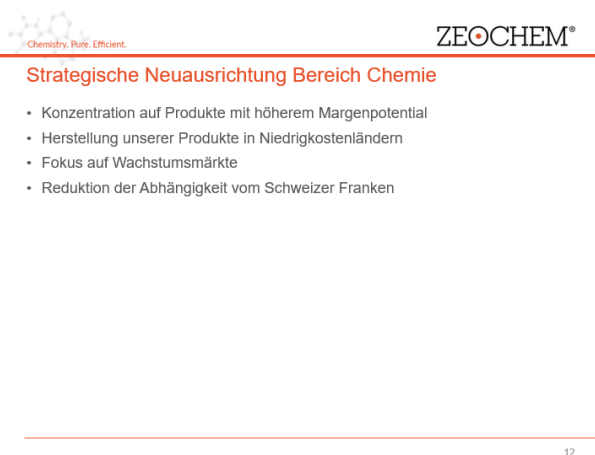 Chemistry. Pure. Efficient.
ZEOCHEM®
Strategische Neuausrichtung Bereich Chemie
• Konzentration auf Produkte mit höherem Margenpotential
• Herstellung unserer Produkte in Niedrigkostenländern
• Fokus auf Wachstumsmärkte
• Reduktion der Abhängigkeit vom Schweizer Franken
12